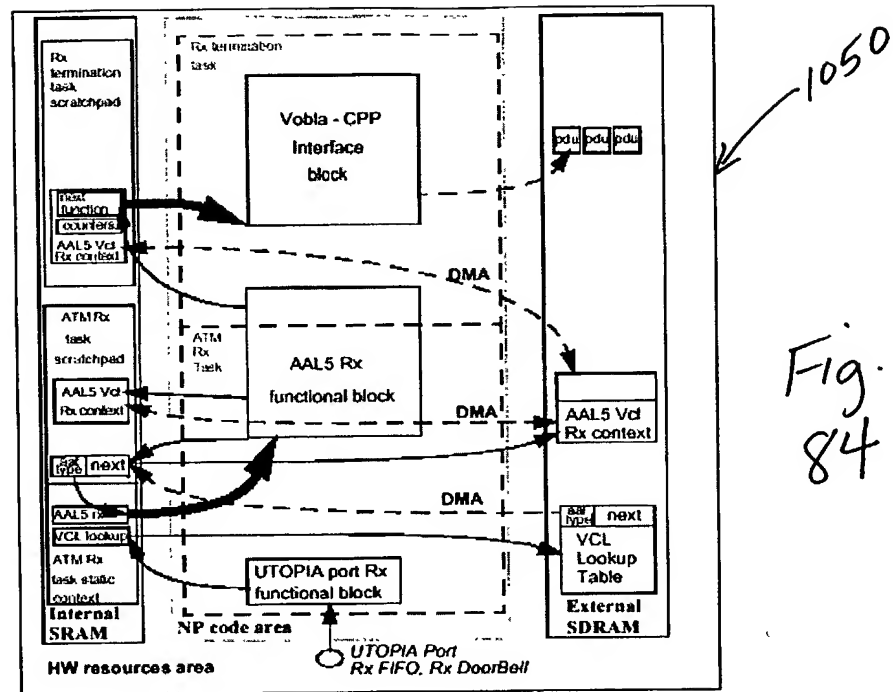 Rx
termination
task
scratchpad
next
function
counters
AAL5 Vcl
Rx context
ATM Rx
task
scratchpad
AAL5 Vcl
Rx context
aal
type
next
AAL5 rx
VCL lookup
ATM Rx
task static
context
Internal
SRAM
Rx termination
task
Vobla - CPP
Interface
block
ATM
Rx
Task
AAL5 Rx
functional block
UTOPIA port Rx
functional block
NP code area
UTOPIA Port
Rx FIFO, Rx DoorBell
DMA
DMA
DMA
pdu pdu pdu
AAL5 Vcl
Rx context
aal
type
next
VCL
Lookup
Table
External
SDRAM
HW resources area
1050
Fig.
84